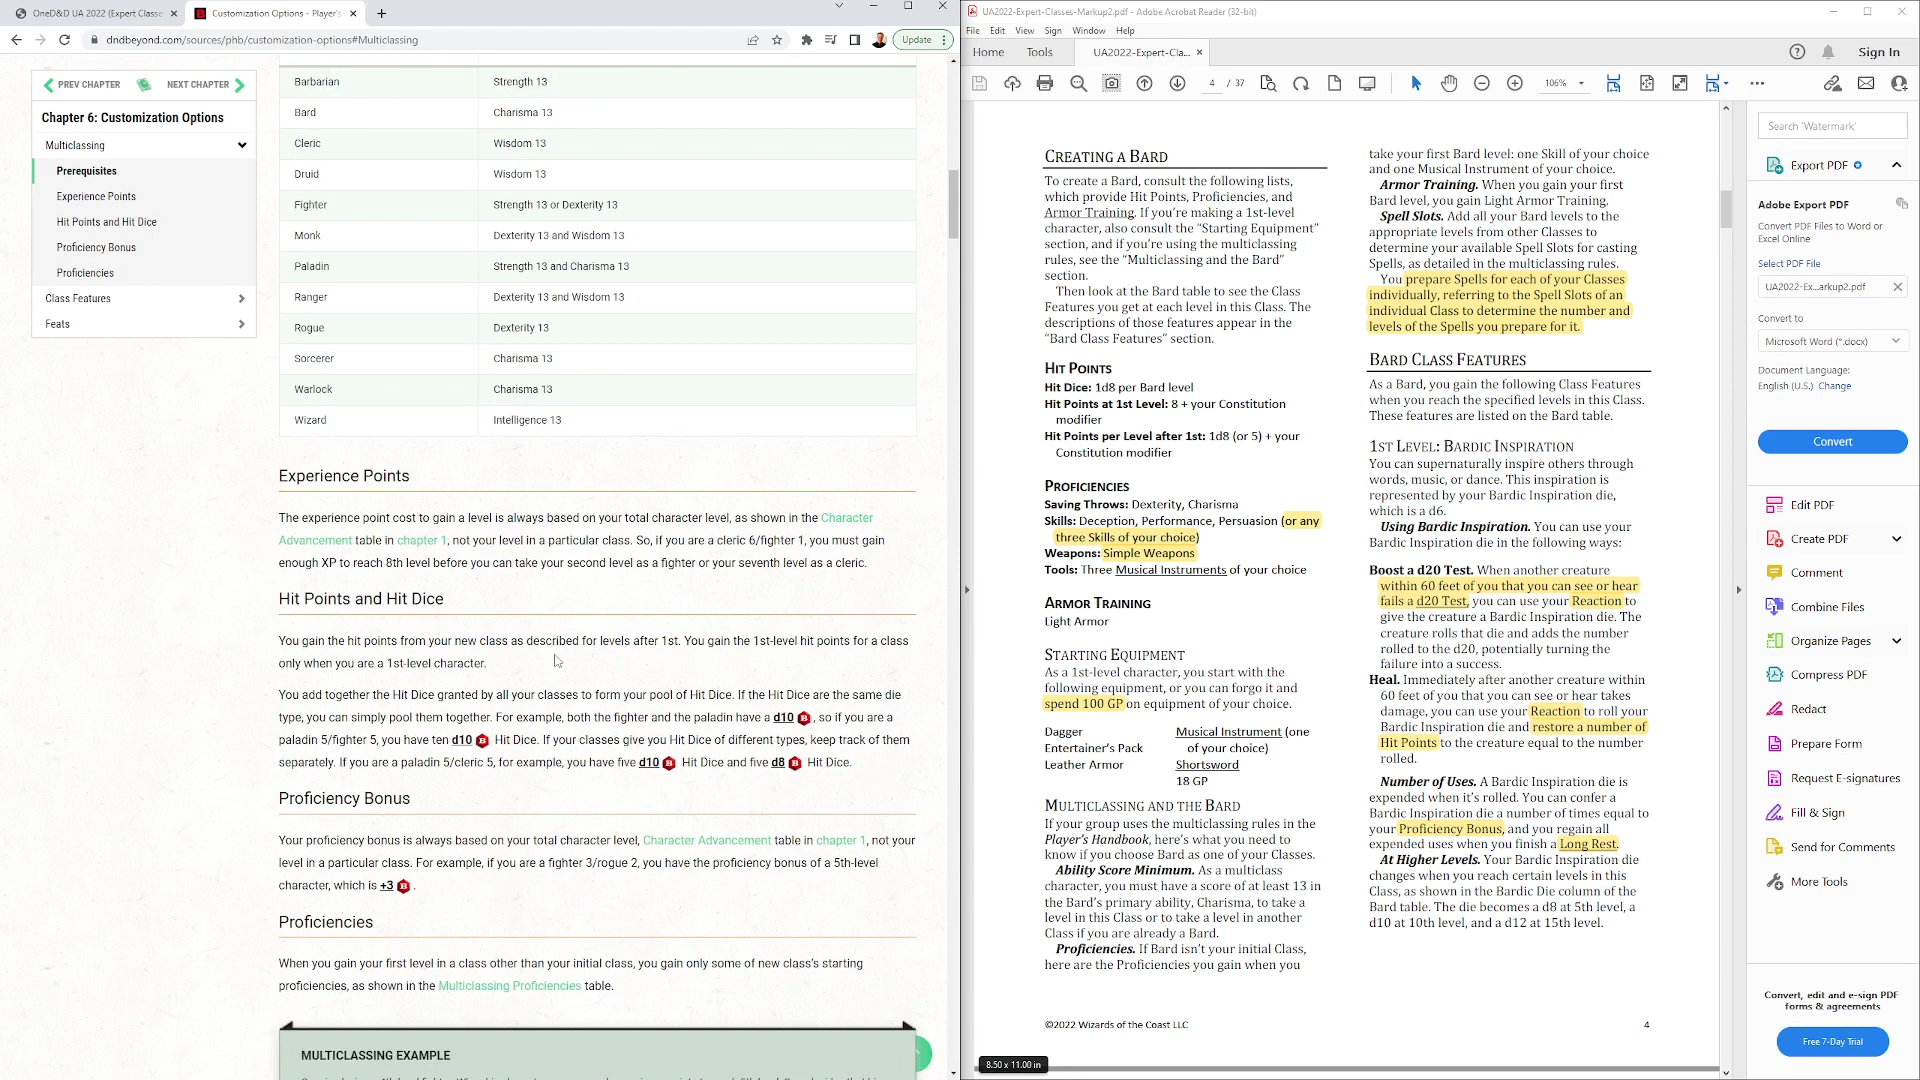 OneD&D UA 2022 (Expert Classe
Customization Options - Player's
dndbeyond.com/sources/phb/customization-options#Multiclassing
Update
PREV CHAPTER
NEXT CHAPTER
Chapter 6: Customization Options
Multiclassing
Prerequisites
Experience Points
Hit Points and Hit Dice
Proficiency Bonus
Proficiencies
Class Features
Feats
Barbarian Strength 13
Bard Charisma 13
Cleric Wisdom 13
Druid Wisdom 13
Fighter Strength 13 or Dexterity 13
Monk Dexterity 13 and Wisdom 13
Paladin Strength 13 and Charisma 13
Ranger Dexterity 13 and Wisdom 13
Rogue Dexterity 13
Sorcerer Charisma 13
Warlock Charisma 13
Wizard Intelligence 13
Experience Points
The experience point cost to gain a level is always based on your total character level, as shown in the Character
Advancement table in chapter 1, not your level in a particular class. So, if you are a cleric 6/fighter 1, you must gain
enough XP to reach 8th level before you can take your second level as a fighter or your seventh level as a cleric.
Hit Points and Hit Dice
You gain the hit points from your new class as described for levels after 1st. You gain the 1st-level hit points for a class
only when you are a 1st-level character.
You add together the Hit Dice granted by all your classes to form your pool of Hit Dice. If the Hit Dice are the same die
type, you can simply pool them together. For example, both the fighter and the paladin have a d10 , so if you are a
paladin 5/fighter 5, you have ten d10 Hit Dice. If your classes give you Hit Dice of different types, keep track of them
separately. If you are a paladin 5/cleric 5, for example, you have five d10 Hit Dice and five d8 Hit Dice.
Proficiency Bonus
Your proficiency bonus is always based on your total character level, Character Advancement table in chapter 1, not your
level in a particular class. For example, if you are a fighter 3/rogue 2, you have the proficiency bonus of a 5th-level
character, which is +3 .
Proficiencies
When you gain your first level in a class other than your initial class, you gain only some of new class's starting
proficiencies, as shown in the Multiclassing Proficiencies table.
MULTICLASSING EXAMPLE
UA2022-Expert-Classes-Markup2.pdf - Adobe Acrobat Reader (32-bit)
File Edit View Sign Window Help
Home Tools UA2022-Expert-Cla... Sign In
4 / 37 106%
CREATING A BARD
To create a Bard, consult the following lists,
which provide Hit Points, Proficiencies, and
Armor Training. If you're making a 1st-level
character, also consult the "Starting Equipment"
section, and if you're using the multiclassing
rules, see the "Multiclassing and the Bard"
section.
Then look at the Bard table to see the Class
Features you get at each level in this Class. The
descriptions of those features appear in the
"Bard Class Features" section.
HIT POINTS
Hit Dice: 1d8 per Bard level
Hit Points at 1st Level: 8 + your Constitution
modifier
Hit Points per Level after 1st: 1d8 (or 5) + your
Constitution modifier
PROFICIENCIES
Saving Throws: Dexterity, Charisma
Skills: Deception, Performance, Persuasion (or any
three Skills of your choice)
Weapons: Simple Weapons
Tools: Three Musical Instruments of your choice
ARMOR TRAINING
Light Armor
STARTING EQUIPMENT
As a 1st-level character, you start with the
following equipment, or you can forgo it and
spend 100 GP on equipment of your choice.
Dagger
Entertainer's Pack
Leather Armor
Musical Instrument (one
of your choice)
Shortsword
18 GP
MULTICLASSING AND THE BARD
If your group uses the multiclassing rules in the
Player's Handbook, here's what you need to
know if you choose Bard as one of your Classes.
Ability Score Minimum. As a multiclass
character, you must have a score of at least 13 in
the Bard's primary ability, Charisma, to take a
level in this Class or to take a level in another
Class if you are already a Bard.
Proficiencies. If Bard isn't your initial Class,
here are the Proficiencies you gain when you
take your first Bard level: one Skill of your choice
and one Musical Instrument of your choice.
Armor Training. When you gain your first
Bard level, you gain Light Armor Training.
Spell Slots. Add all your Bard levels to the
appropriate levels from other Classes to
determine your available Spell Slots for casting
Spells, as detailed in the multiclassing rules.
You prepare Spells for each of your Classes
individually, referring to the Spell Slots of an
individual Class to determine the number and
levels of the Spells you prepare for it.
BARD CLASS FEATURES
As a Bard, you gain the following Class Features
when you reach the specified levels in this Class.
These features are listed on the Bard table.
1ST LEVEL: BARDIC INSPIRATION
You can supernaturally inspire others through
words, music, or dance. This inspiration is
represented by your Bardic Inspiration die,
which is a d6.
Using Bardic Inspiration. You can use your
Bardic Inspiration die in the following ways:
Boost a d20 Test. When another creature
within 60 feet of you that you can see or hear
fails a d20 Test, you can use your Reaction to
give the creature a Bardic Inspiration die. The
creature rolls that die and adds the number
rolled to the d20, potentially turning the
failure into a success.
Heal. Immediately after another creature within
60 feet of you that you can see or hear takes
damage, you can use your Reaction to roll your
Bardic Inspiration die and restore a number of
Hit Points to the creature equal to the number
rolled.
Number of Uses. A Bardic Inspiration die is
expended when it's rolled. You can confer a
Bardic Inspiration die a number of times equal to
your Proficiency Bonus, and you regain all
expended uses when you finish a Long Rest.
At Higher Levels. Your Bardic Inspiration die
changes when you reach certain levels in this
Class, as shown in the Bardic Die column of the
Bard table. The die becomes a d8 at 5th level, a
d10 at 10th level, and a d12 at 15th level.
©2022 Wizards of the Coast LLC
4
8.50 x 11.00 in
Search 'Watermark'
Export PDF
Adobe Export PDF
Convert PDF Files to Word or
Excel Online
Select PDF File
UA2022-Ex...arkup2.pdf
Convert to
Microsoft Word (*.docx)
Document Language:
English (U.S.) Change
Convert
Edit PDF
Create PDF
Comment
Combine Files
Organize Pages
Compress PDF
Redact
Prepare Form
Request E-signatures
Fill & Sign
Send for Comments
More Tools
Convert, edit and e-sign PDF
forms & agreements
Free 7-Day Trial